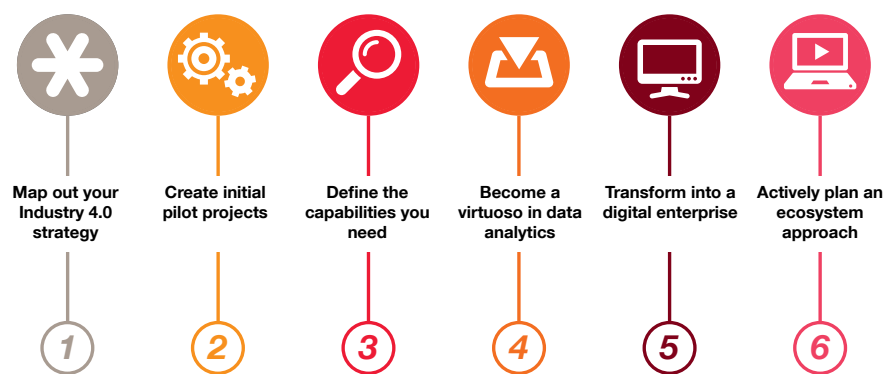 Map out your
Industry 4.0
strategy
Create initial
pilot projects
Define the
capabilities you
need
Become a
virtuoso in data
analytics
Transform into a
digital enterprise
Actively plan an
ecosystem
approach
1
2
3
4
5
6